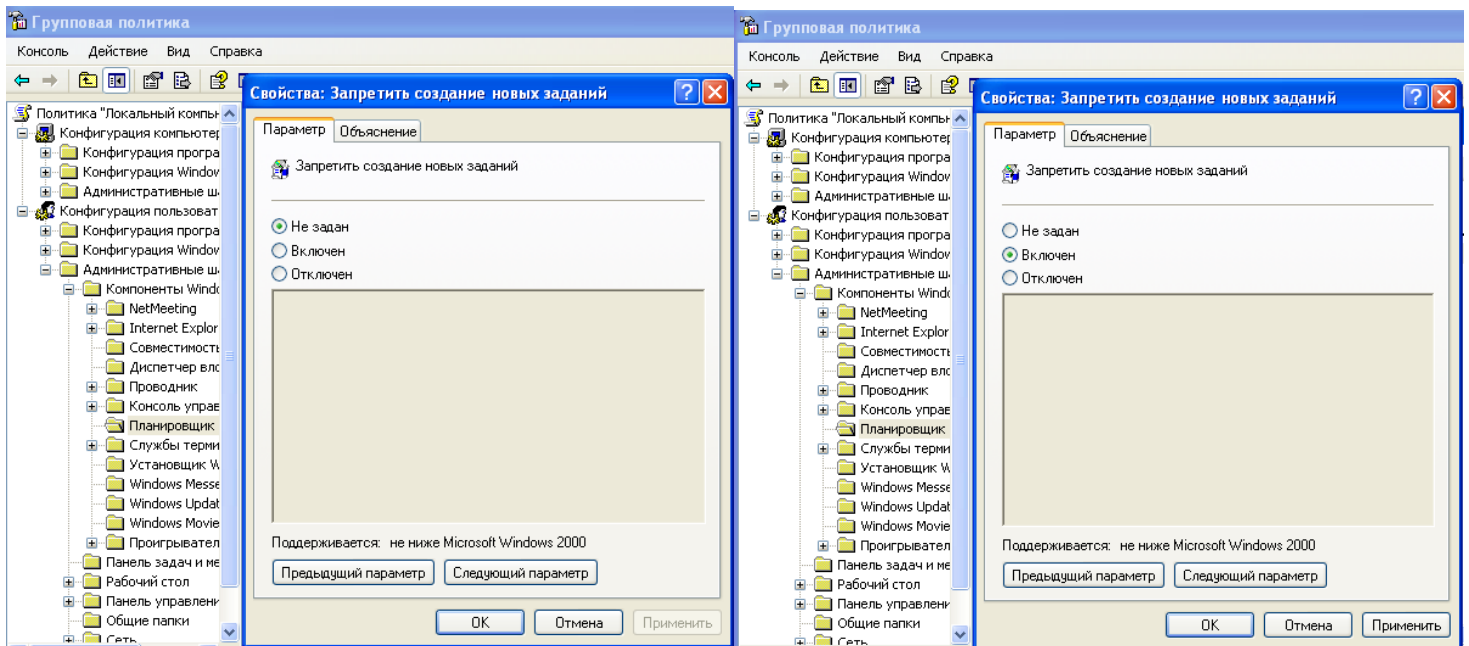 Групповая политика
Консоль Действие Вид Справка
Политика "Локальный компьн
Конфигурация компьютер
Конфигурация програ
Конфигурация Window
Административные ш
Конфигурация пользоват
Конфигурация програ
Конфигурация Window
Административные ш
Компоненты Windo
NetMeeting
Internet Explor
Совместимость
Диспетчер вло
Проводник
Консоль управ
Планировщик
Службы терми
Установщик W
Windows Messe
Windows Updat
Windows Movie
Проигрывател
Панель задач и ме
Рабочий стол
Панель управлени
Общие папки
Сеть
Свойства: Запретить создание новых заданий
Параметр Объяснение
Запретить создание новых заданий
Не задан
Включен
Отключен
Поддерживается: не ниже Microsoft Windows 2000
Предыдущий параметр Следующий параметр
ОК Отмена Применить
Групповая политика
Консоль Действие Вид Справка
Политика "Локальный компьн
Конфигурация компьютер
Конфигурация програ
Конфигурация Window
Административные ш
Конфигурация пользоват
Конфигурация програ
Конфигурация Window
Административные ш
Компоненты Windo
NetMeeting
Internet Explor
Совместимость
Диспетчер вло
Проводник
Консоль управ
Планировщик
Службы терми
Установщик W
Windows Messe
Windows Updat
Windows Movie
Проигрывател
Панель задач и ме
Рабочий стол
Панель управлени
Общие папки
Сеть
Свойства: Запретить создание новых заданий
Параметр Объяснение
Запретить создание новых заданий
Не задан
Включен
Отключен
Поддерживается: не ниже Microsoft Windows 2000
Предыдущий параметр Следующий параметр
ОК Отмена Применить